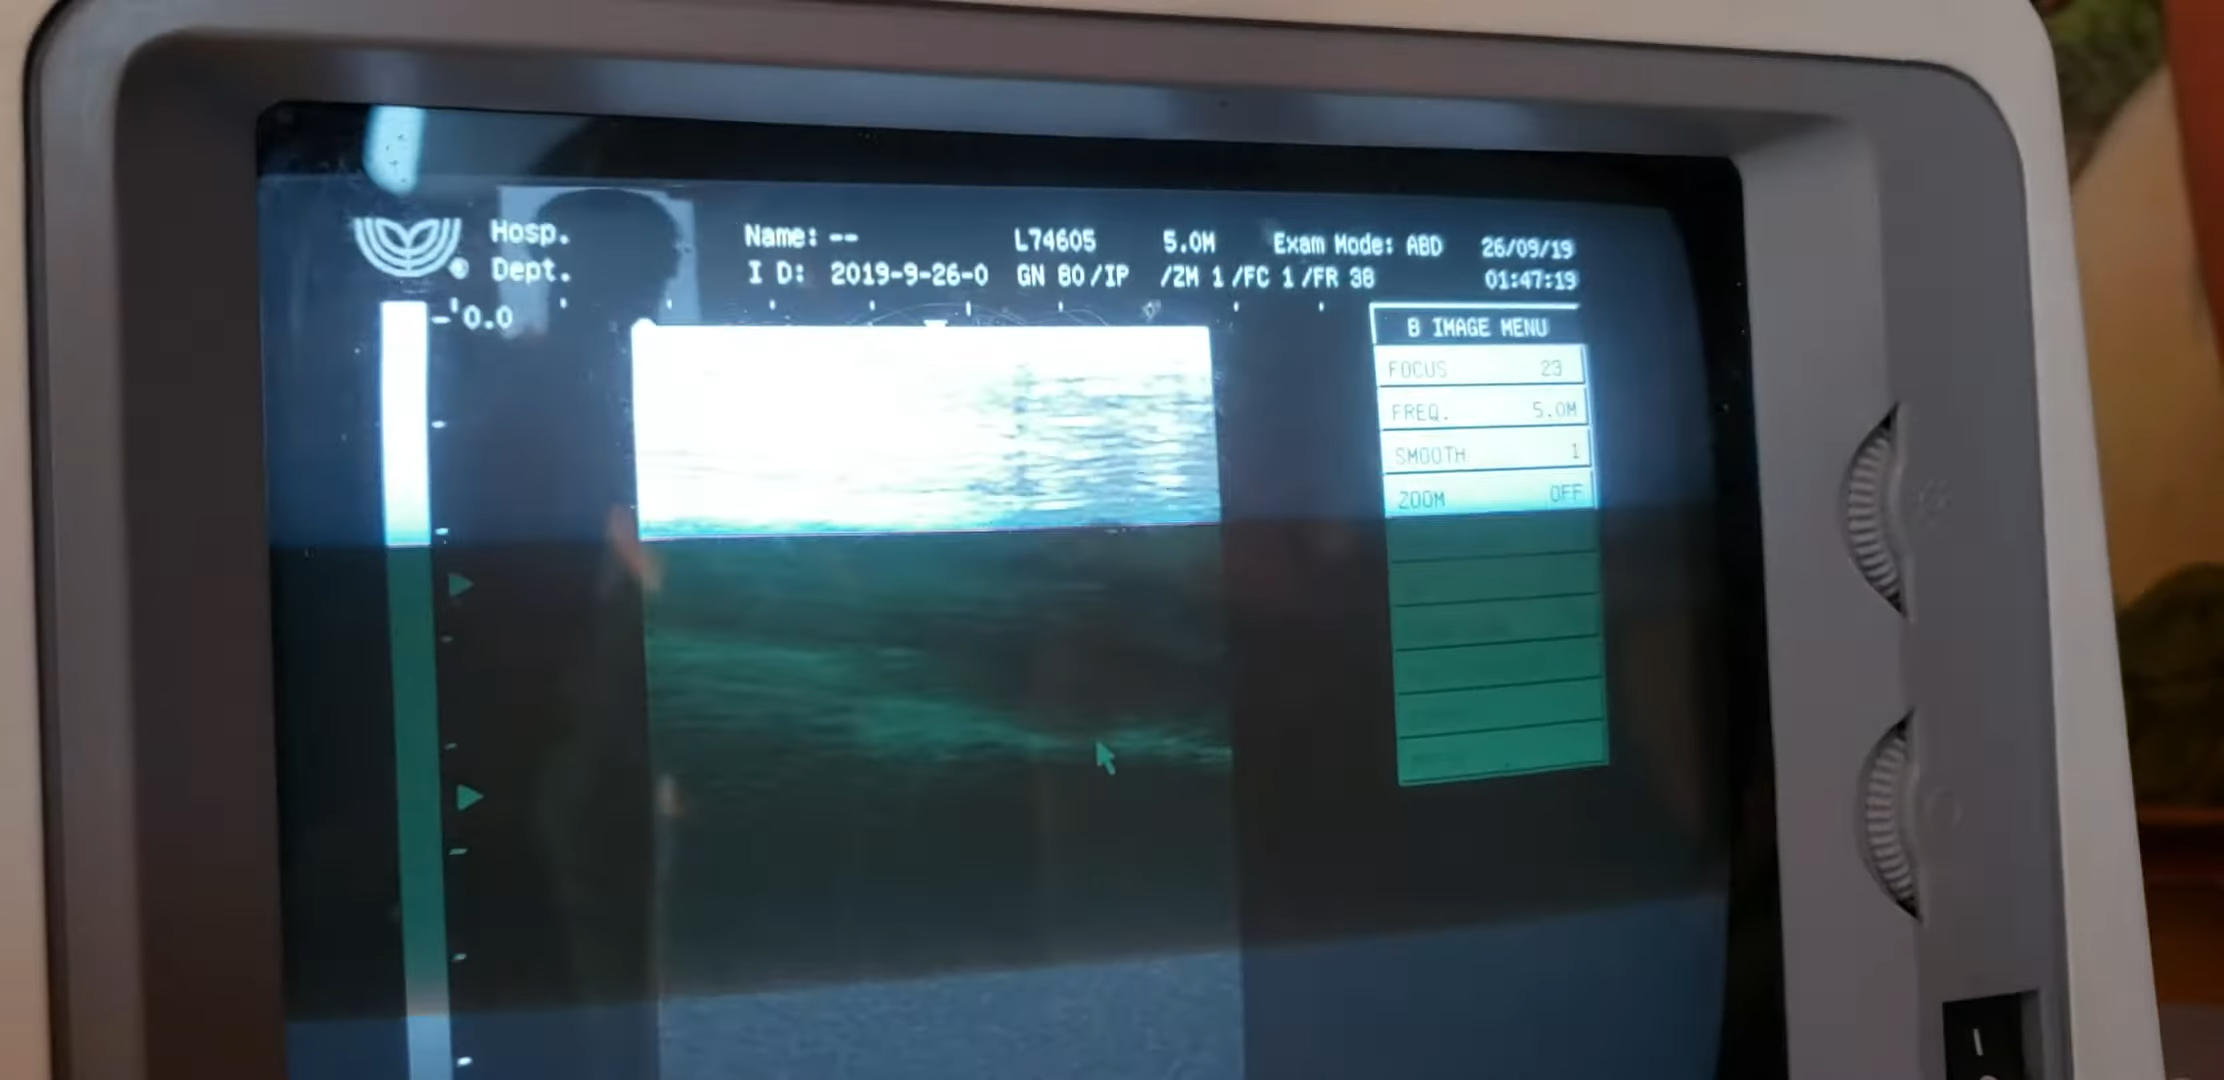 Hosp. Name: -- L74605 5.0M Exam Mode: ABD 26/09/19
Dept. I D: 2019-9-26-0 GN 80/IP /ZM 1/FC 1/FR 38 01:47:19
0.0
B IMAGE MENU
FOCUS 23
FREQ. 5.0M
SMOOTH 1
ZOOM OFF